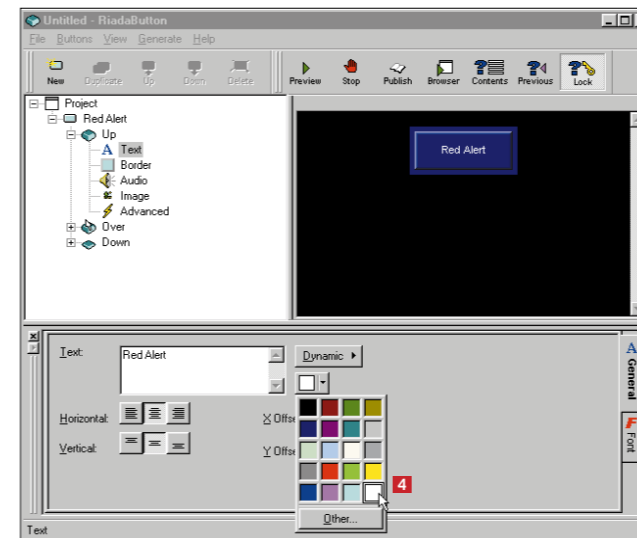 Untitled - RiadaButton
File Buttons View Generate Help
New Duplicate Up Down Delete Preview Stop Publish Browser Contents Previous Lock
Project
Red Alert
Up
A Text
Border
Audio
Image
Advanced
Over
Down
Red Alert
Text: Red Alert Dynamic
Horizontal: X Offse
Vertical: Y Offse
4
Other...
A General
F Font
Text